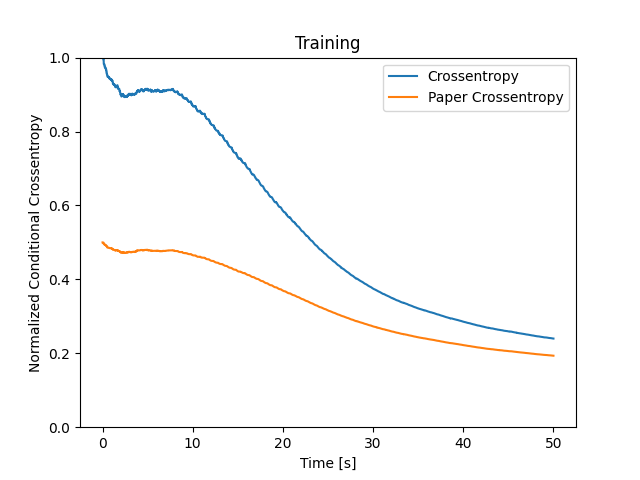 Training
Crossentropy
Paper Crossentropy
Normalized Conditional Crossentropy
1.0
0.8
0.6
0.4
0.2
0.0
0 10 20 30 40 50
Time [s]